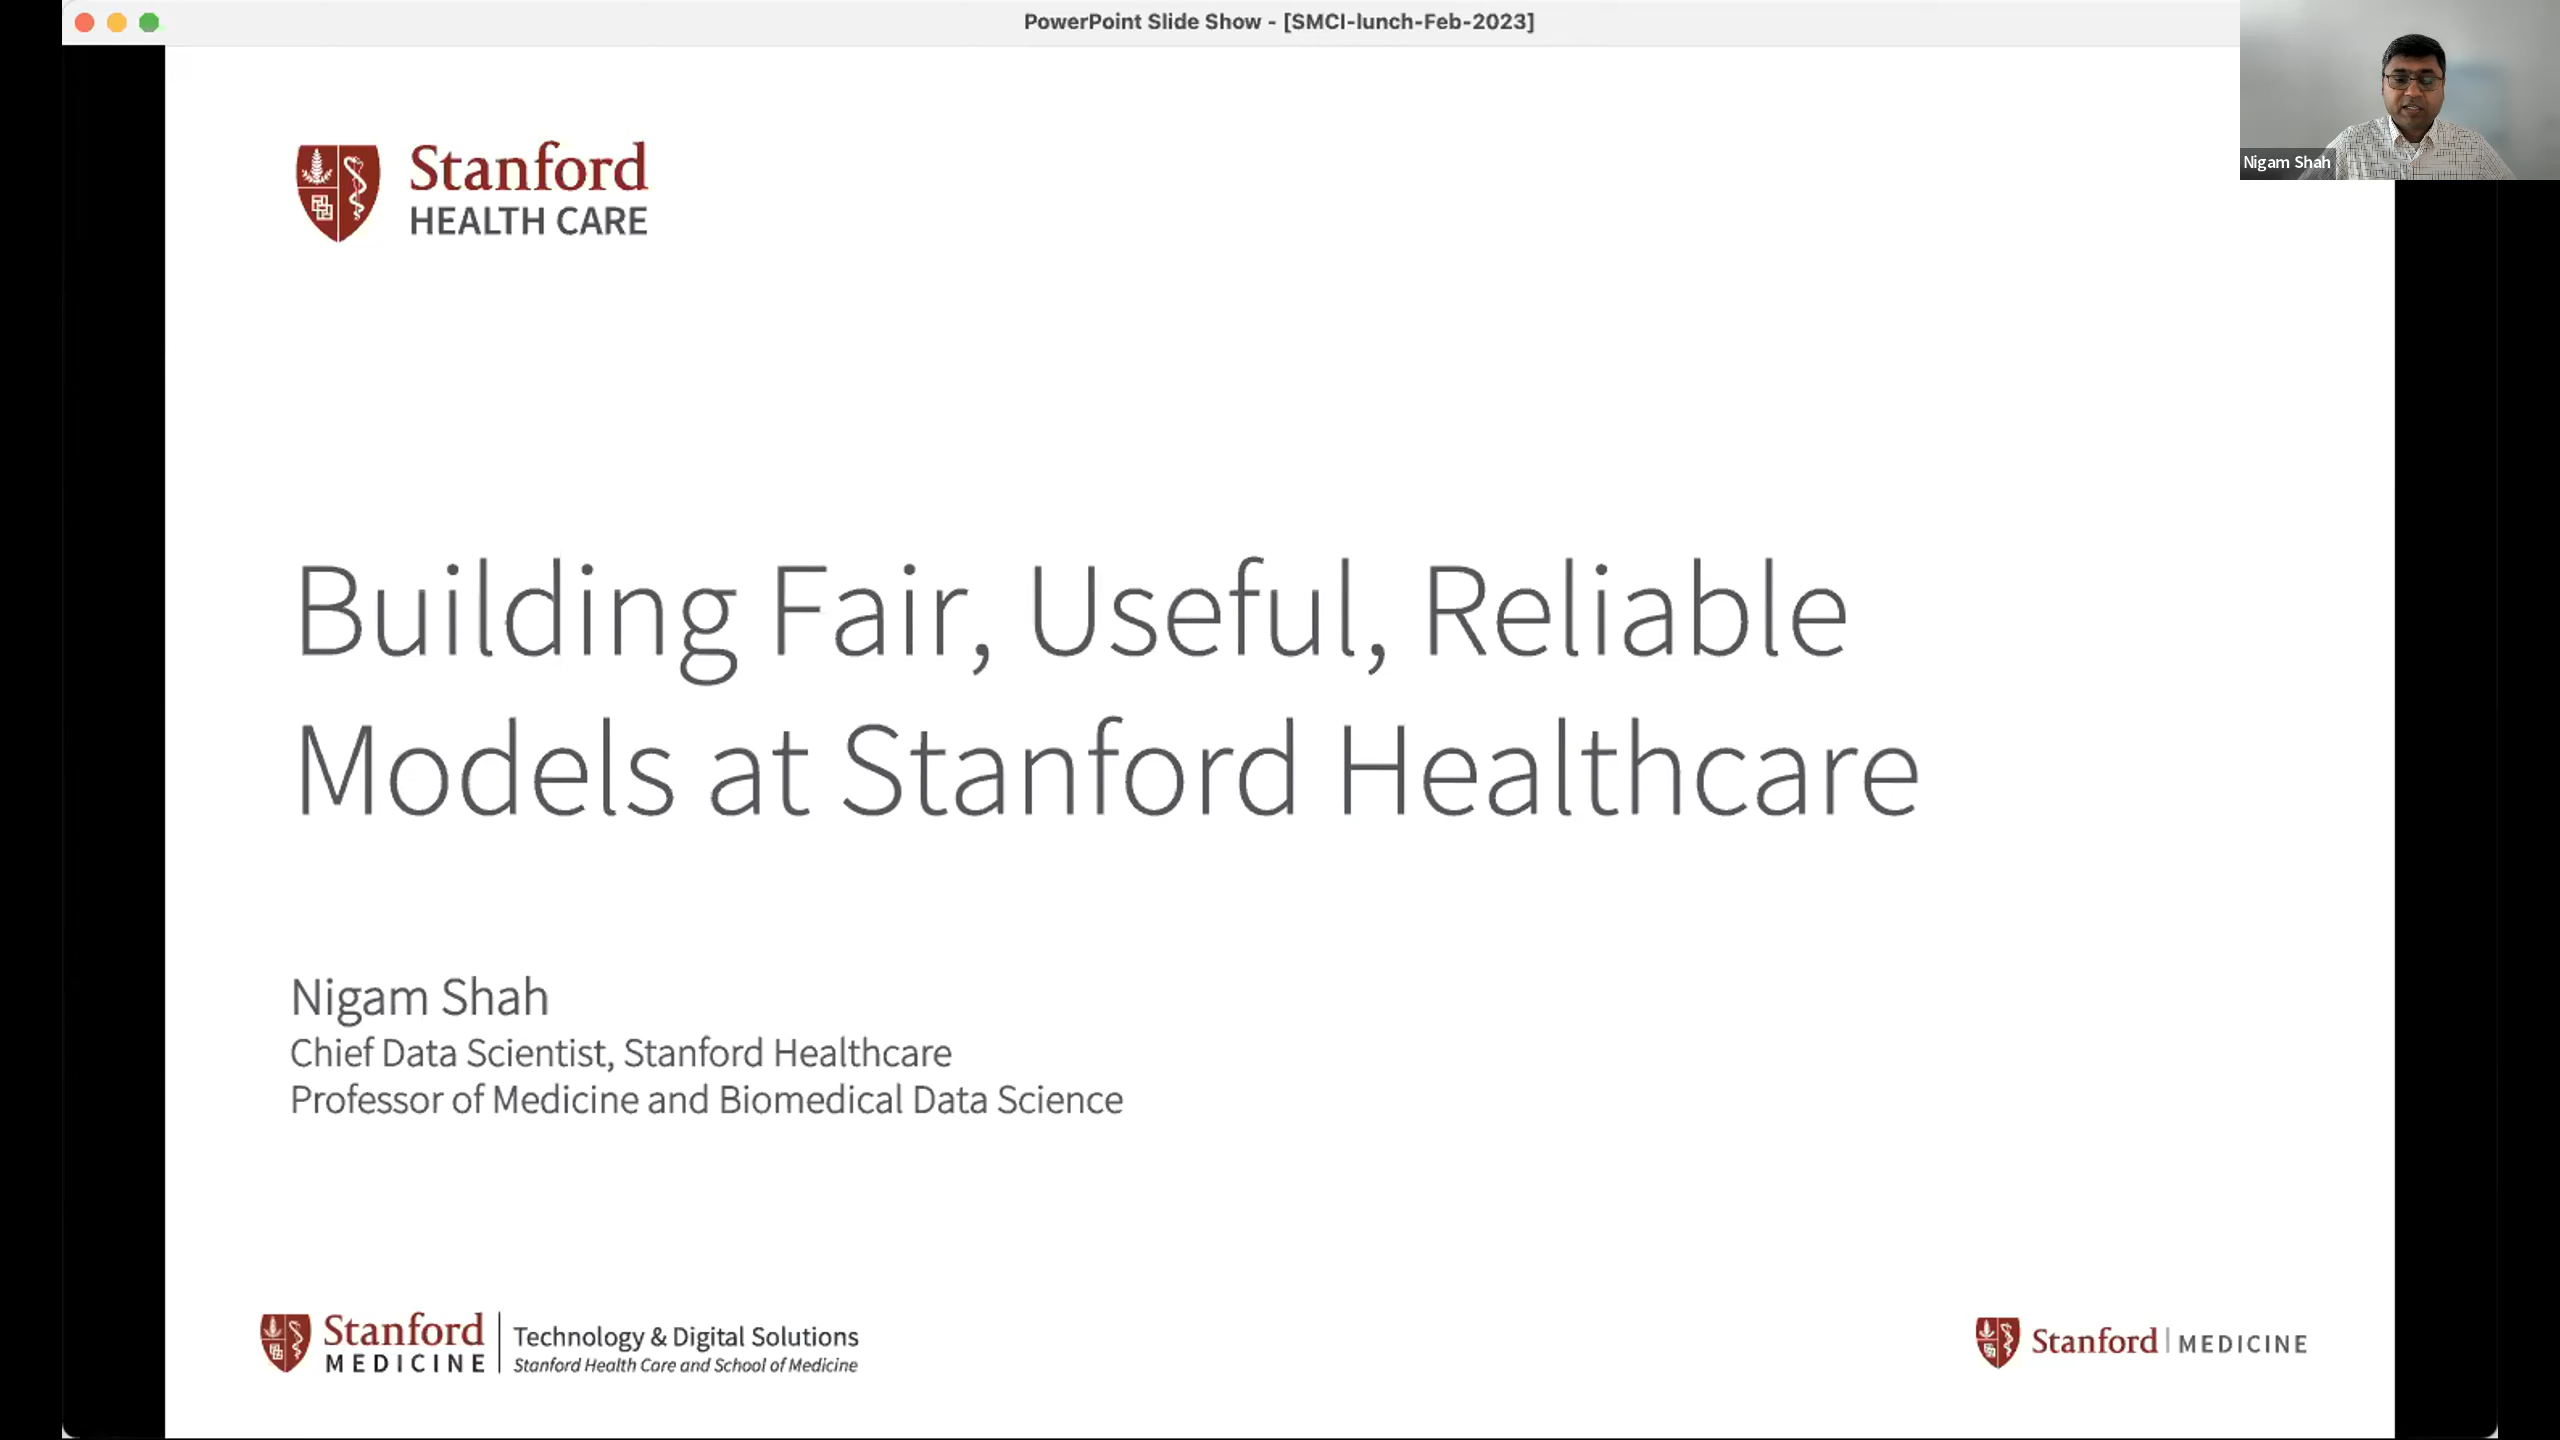 PowerPoint Slide Show - [SMCI-lunch-Feb-2023]
Nigam Shah
Stanford
HEALTH CARE
Building Fair, Useful, Reliable
Models at Stanford Healthcare
Nigam Shah
Chief Data Scientist, Stanford Healthcare
Professor of Medicine and Biomedical Data Science
Stanford
MEDICINE
Technology & Digital Solutions
Stanford Health Care and School of Medicine
Stanford MEDICINE